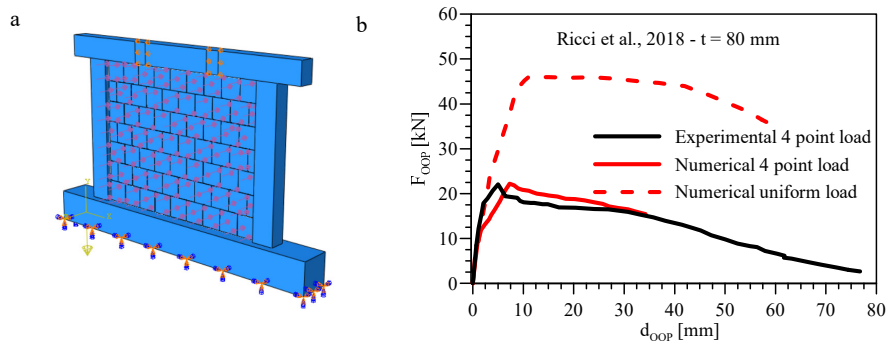 a
b
Ricci et al., 2018 - t = 80 mm
60
50
40
30
20
10
0
F_OOP [kN]
Experimental 4 point load
Numerical 4 point load
Numerical uniform load
0 10 20 30 40 50 60 70 80
d_OOP [mm]